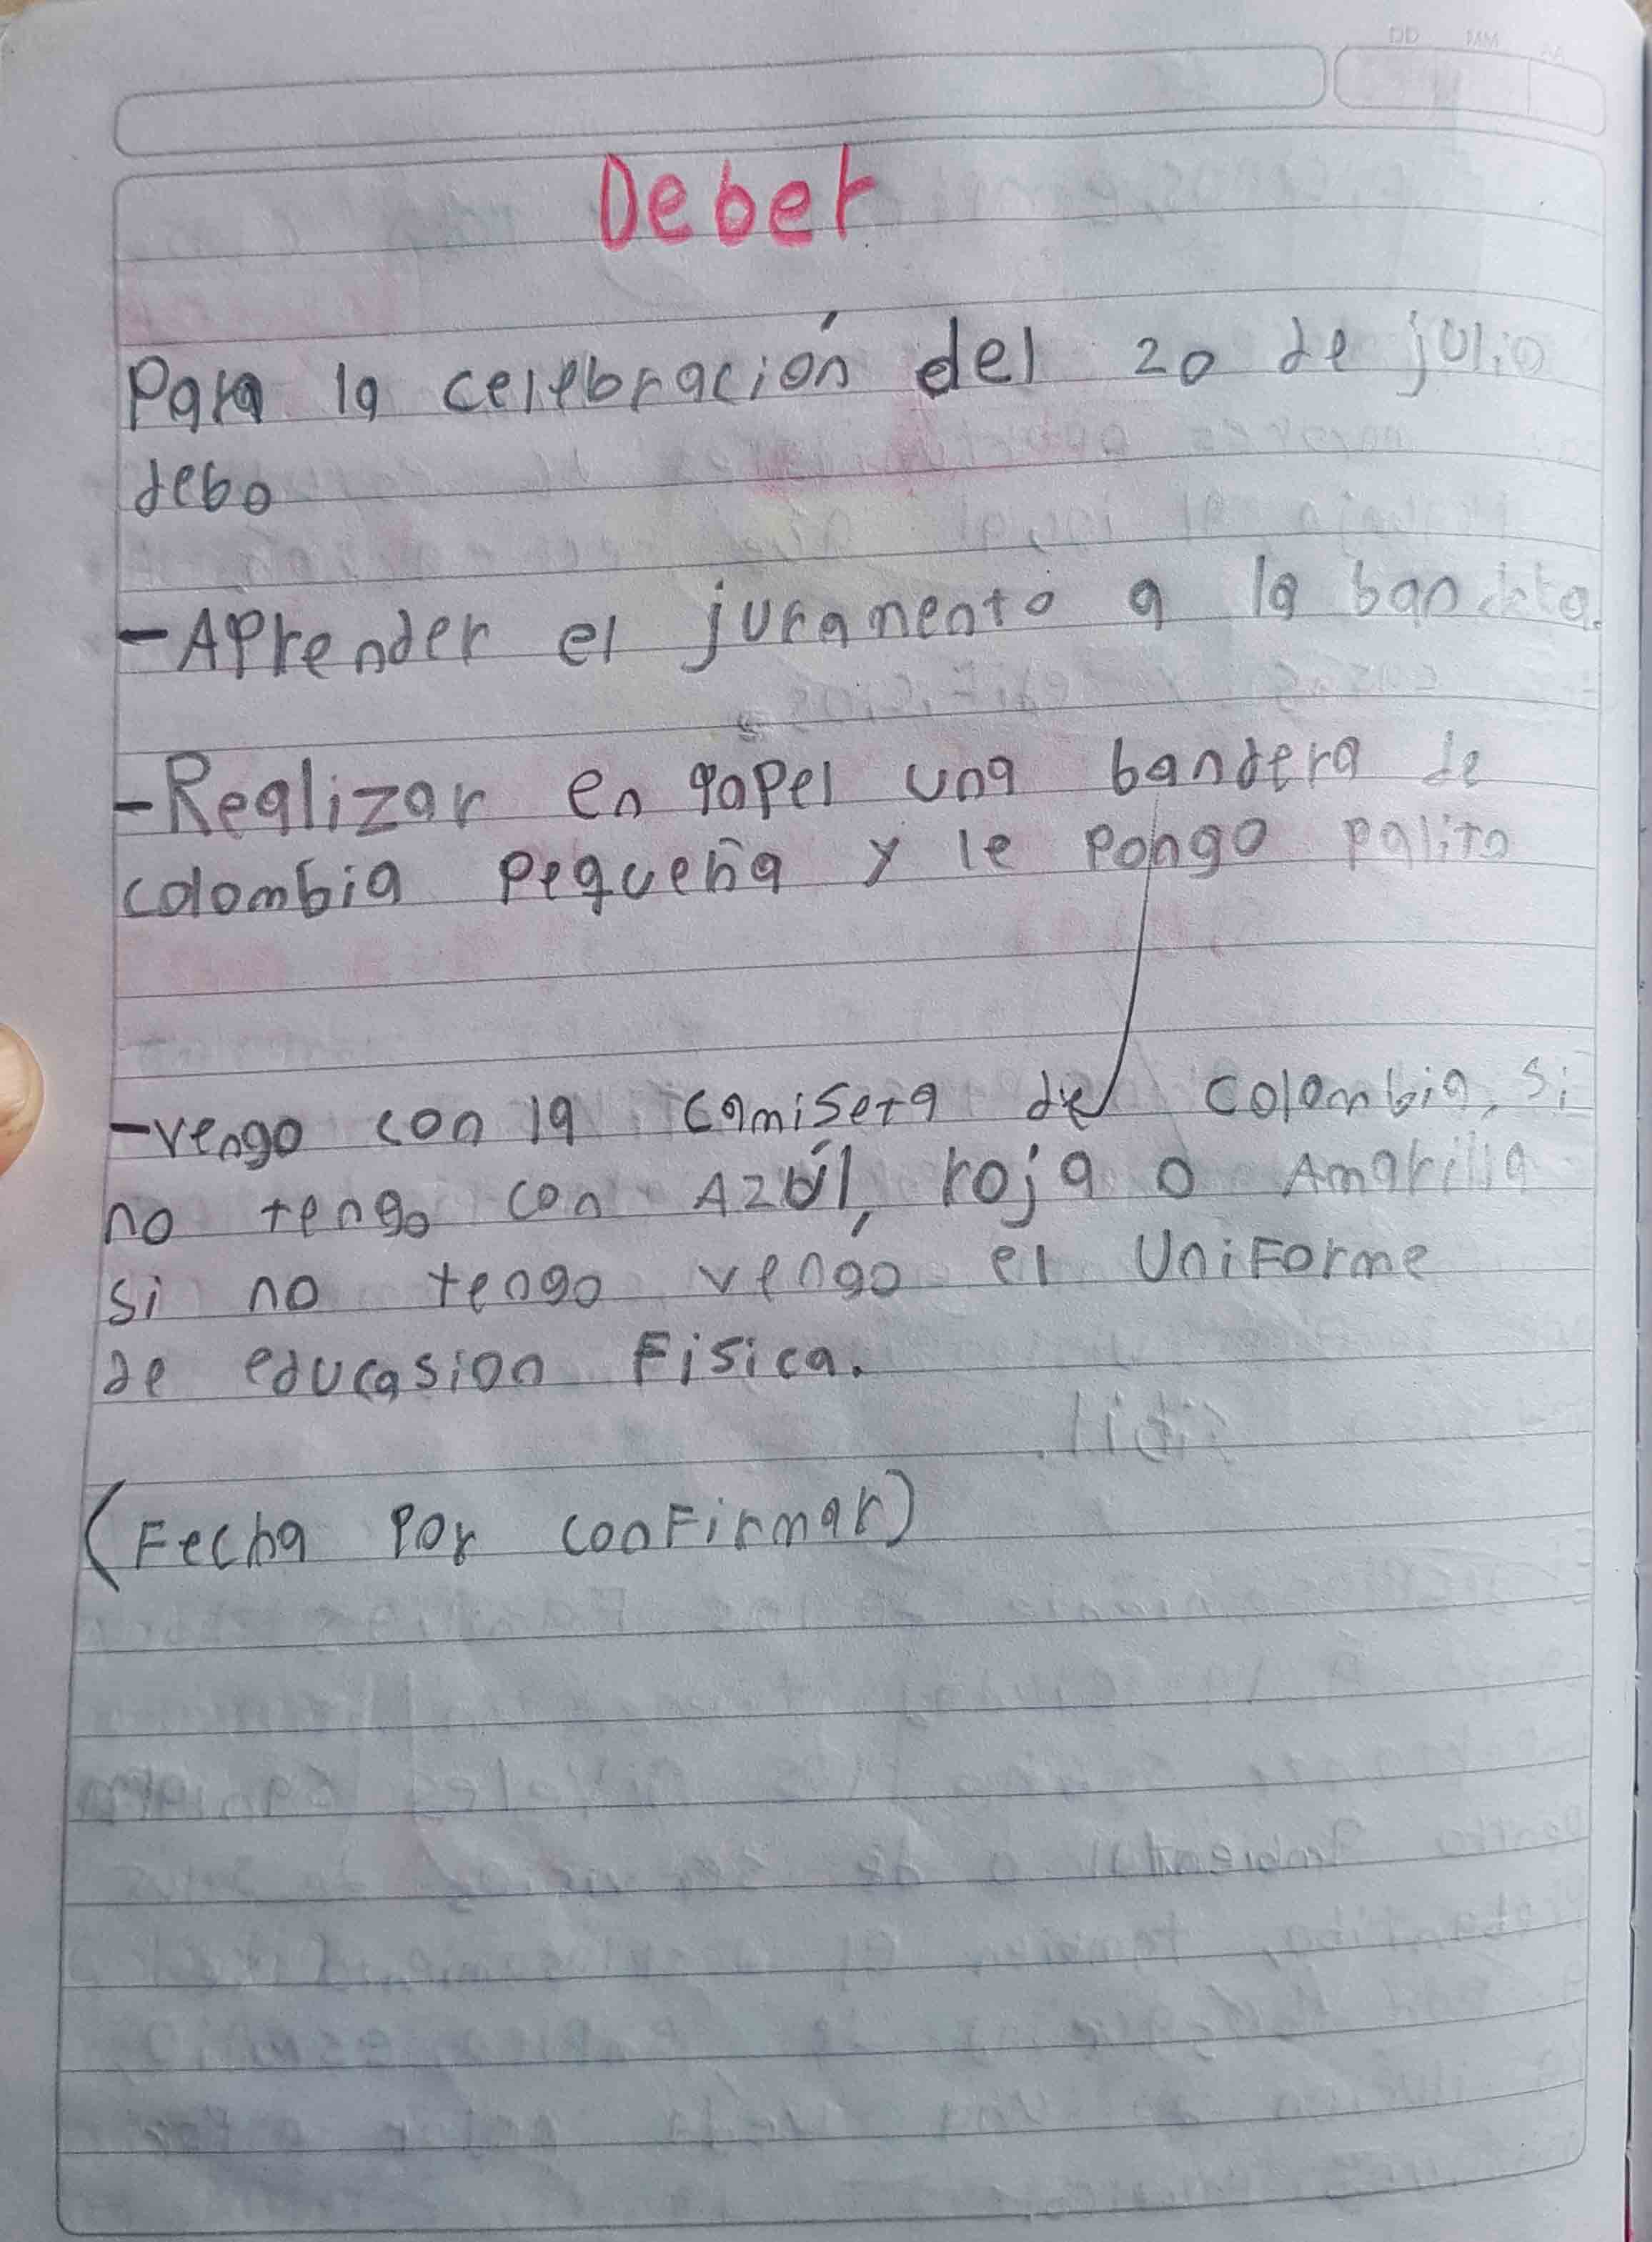 DD MM AA
Deber
Para la celebración del 20 de julio
debo
- Aprender el juramento a la bandera.
- Realizar en papel una bandera de
colombia pequeña y le pongo palito
- vengo con la camiseta de colombia, si
no tengo con Azúl, roja o Amarilla
si no tengo vengo el UniForme
de educasion Fisica.
(Fecha Por conFirmar)